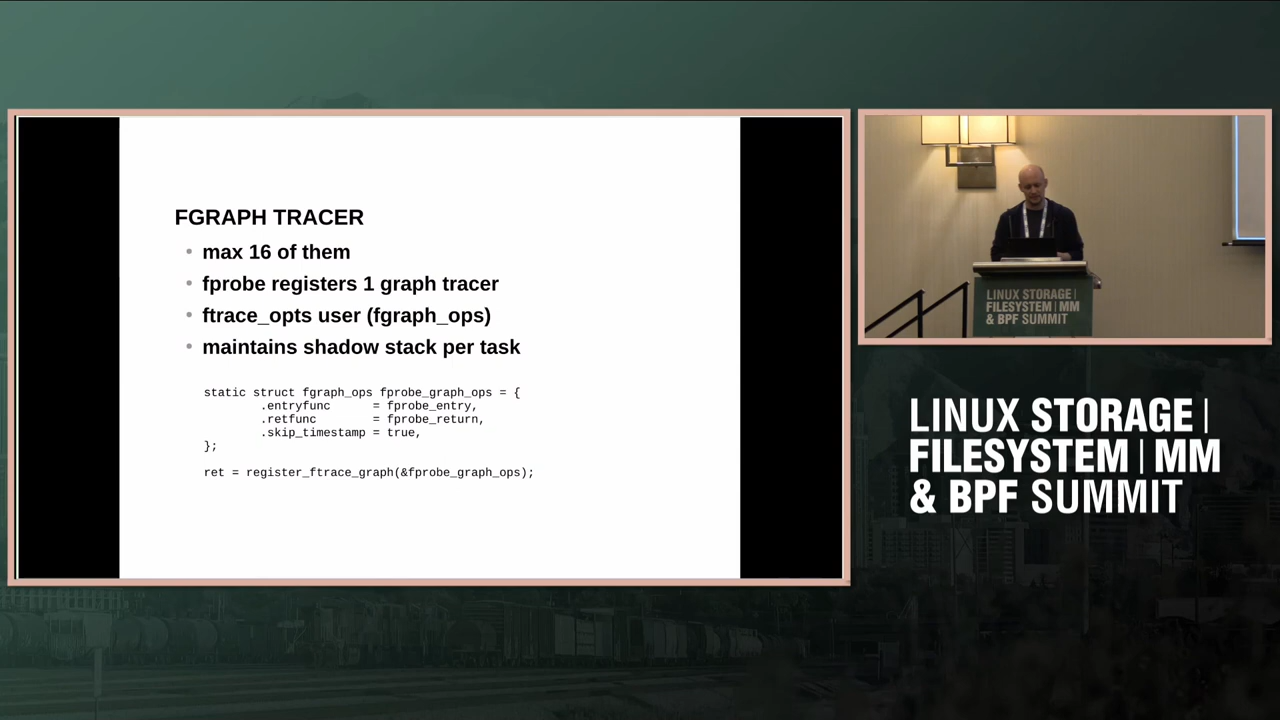 FGRAPH TRACER
• max 16 of them
• fprobe registers 1 graph tracer
• ftrace_opts user (fgraph_ops)
• maintains shadow stack per task
static struct fgraph_ops fprobe_graph_ops = {
        .entryfunc      = fprobe_entry,
        .retfunc        = fprobe_return,
        .skip_timestamp = true,
};
ret = register_ftrace_graph(&fprobe_graph_ops);
LINUX STORAGE |
FILESYSTEM | MM
& BPF SUMMIT
LINUX STORAGE |
FILESYSTEM | MM
& BPF SUMMIT